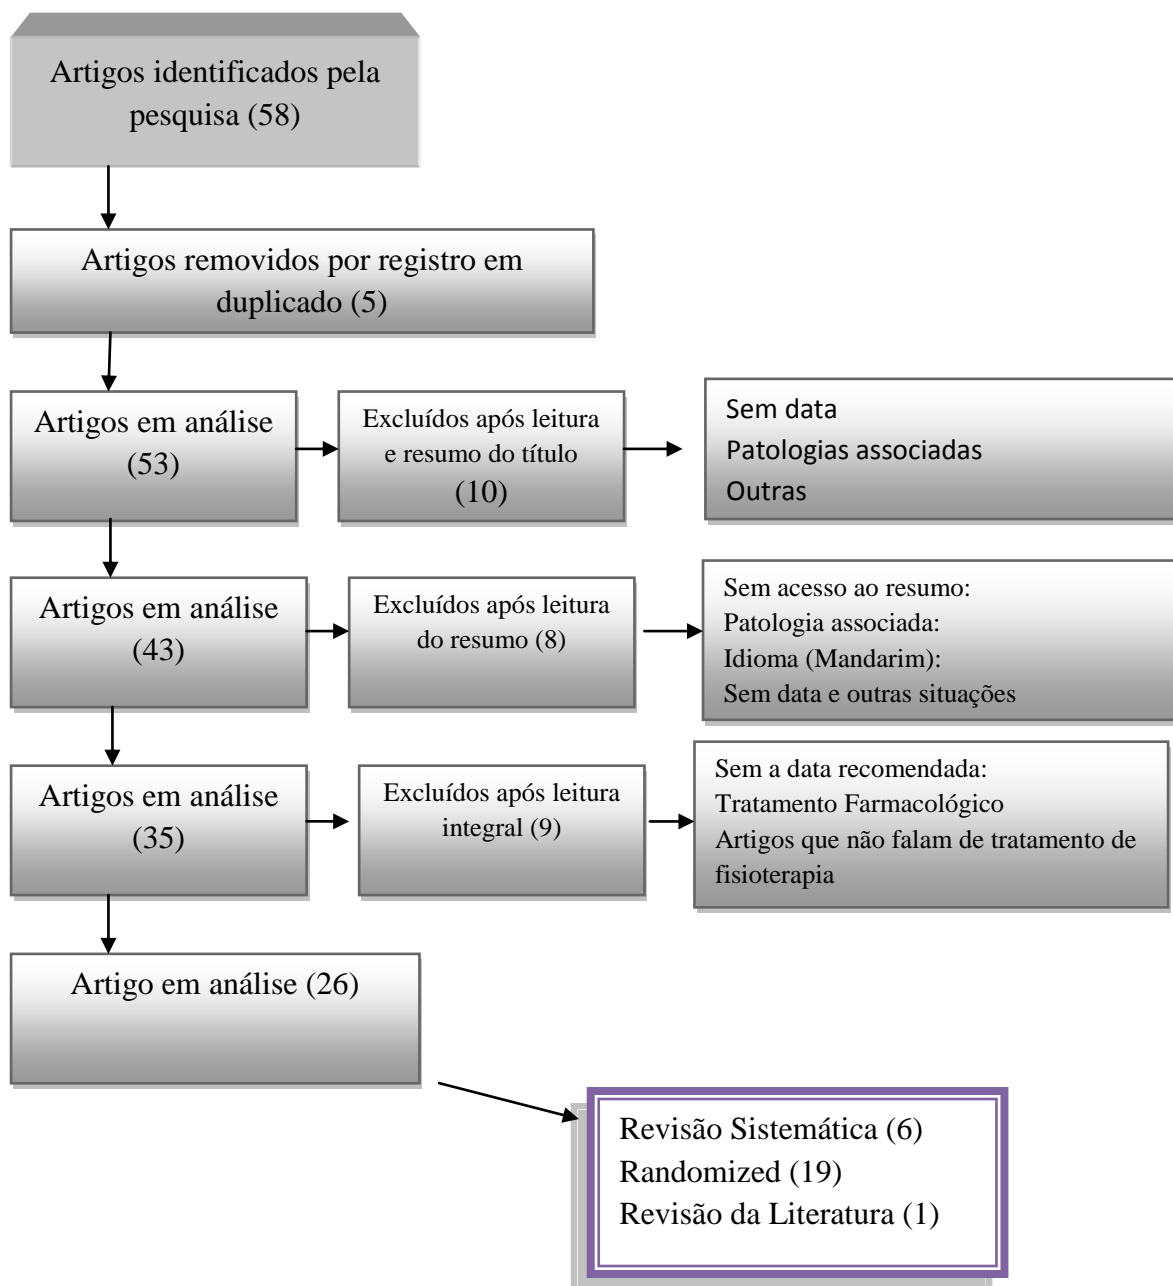 Artigos identificados pela
pesquisa (58)
Artigos removidos por registro em
duplicado (5)
Artigos em análise
(53)
Excluídos após leitura
e resumo do título
(10)
Sem data
Patologias associadas
Outras
Artigos em análise
(43)
Excluídos após leitura
do resumo (8)
Sem acesso ao resumo:
Patologia associada:
Idioma (Mandarim):
Sem data e outras situações
Artigos em análise
(35)
Excluídos após leitura
integral (9)
Sem a data recomendada:
Tratamento Farmacológico
Artigos que não falam de tratamento de
fisioterapia
Artigo em análise (26)
Revisão Sistemática (6)
Randomized (19)
Revisão da Literatura (1)